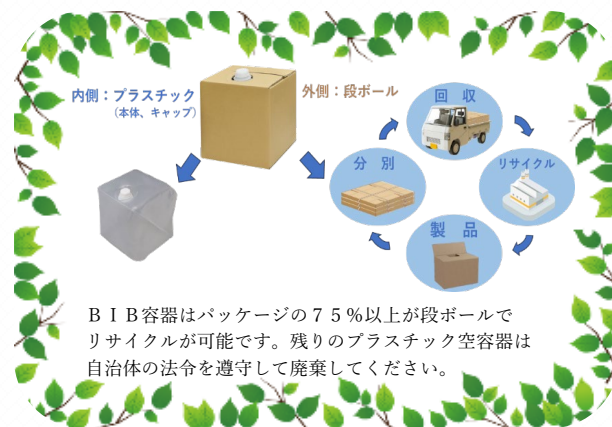 内側：プラスチック
（本体、キャップ）
外側：段ボール
回 収
分 別
リサイクル
製 品
ＢＩＢ容器はパッケージの７５%以上が段ボールで
リサイクルが可能です。残りのプラスチック空容器は
自治体の法令を遵守して廃棄してください。